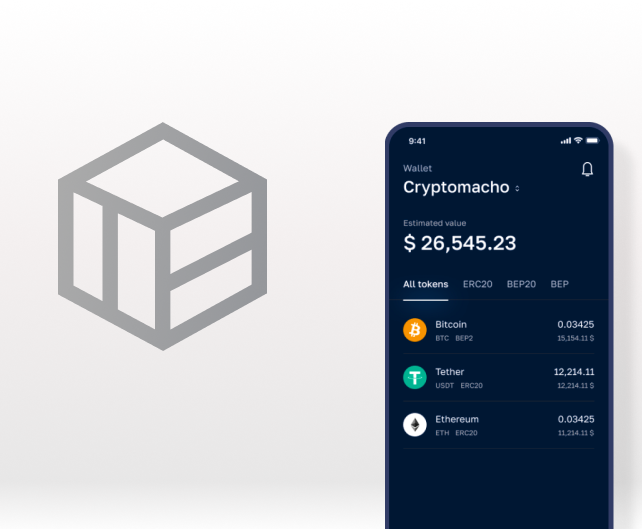 9:41
Wallet
Cryptomacho
Estimated value
$ 26,545.23
All tokens ERC20 BEP20 BEP
Bitcoin 0.03425
BTC BEP2 15,154.11 $
Tether 12,214.11
USDT ERC20 12,214.11 $
Ethereum 0.03425
ETH ERC20 11,214.11 $